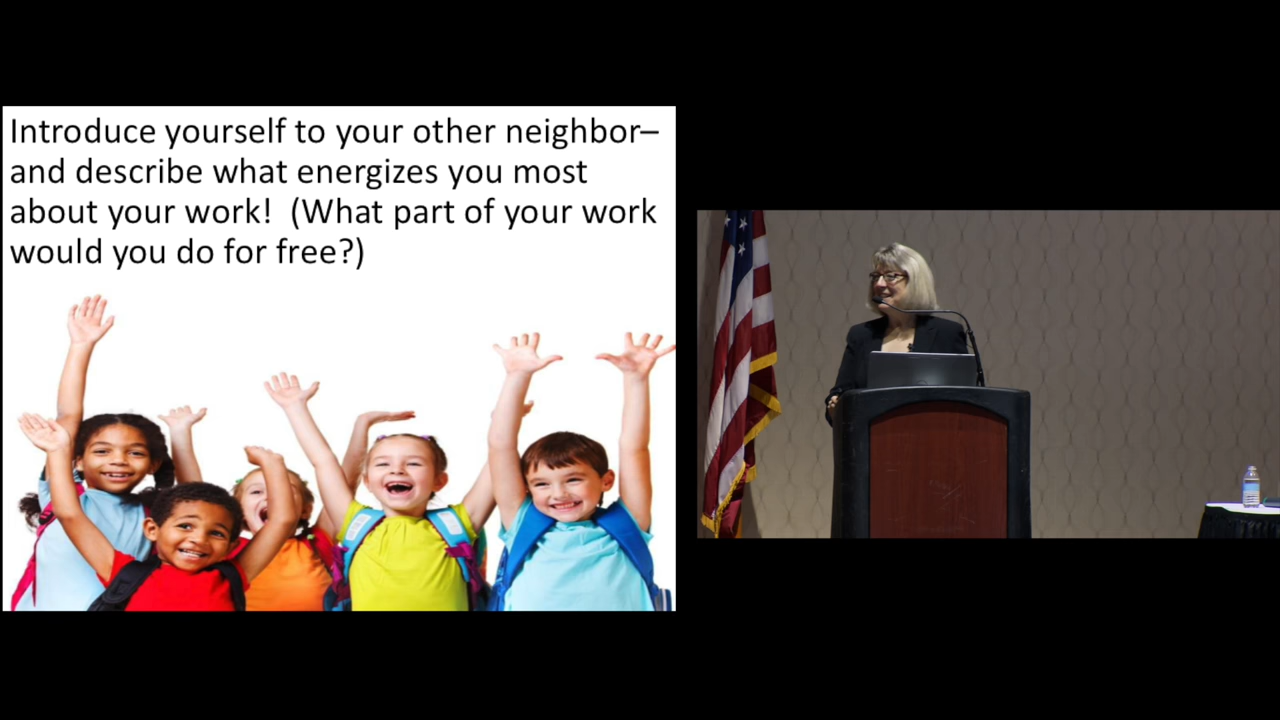 Introduce yourself to your other neighbor–
and describe what energizes you most
about your work!  (What part of your work
would you do for free?)